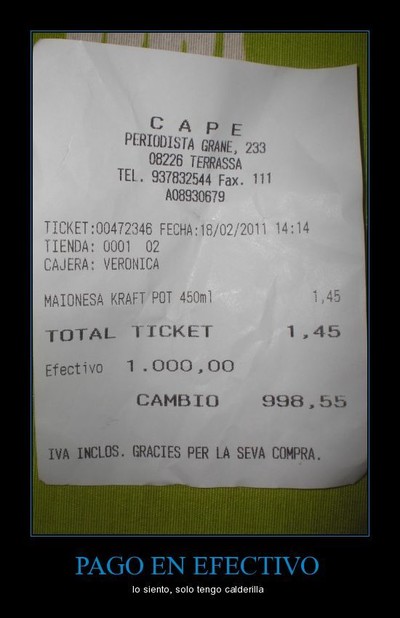 C A P E
PERIODISTA GRANE, 233
08226 TERRASSA
TEL. 937832544 Fax. 111
A08930679
TICKET:00472346 FECHA:18/02/2011 14:14
TIENDA: 0001 02
CAJERA: VERONICA
MAIONESA KRAFT POT 450ml 1,45
TOTAL TICKET 1,45
Efectivo 1.000,00
CAMBIO 998,55
IVA INCLOS. GRACIES PER LA SEVA COMPRA.
PAGO EN EFECTIVO
lo siento, solo tengo calderilla